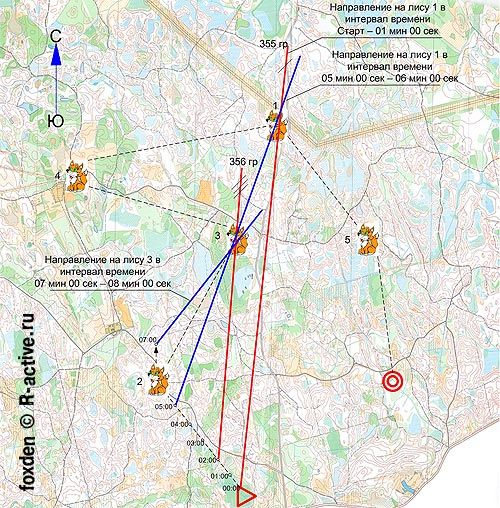 Направление на лису 1 в
интервал времени
Старт – 01 мин 00 сек
355 гр
С
Направление на лису 1 в
интервал времени
05 мин 00 сек – 06 мин 00 сек
Ю
1
356 гр
4
3
5
Направление на лису 3 в
интервал времени
07 мин 00 сек – 08 мин 00 сек
07:00
2
05:00
04:00
03:00
02:00
01:00
00:00
foxden © R-active.ru